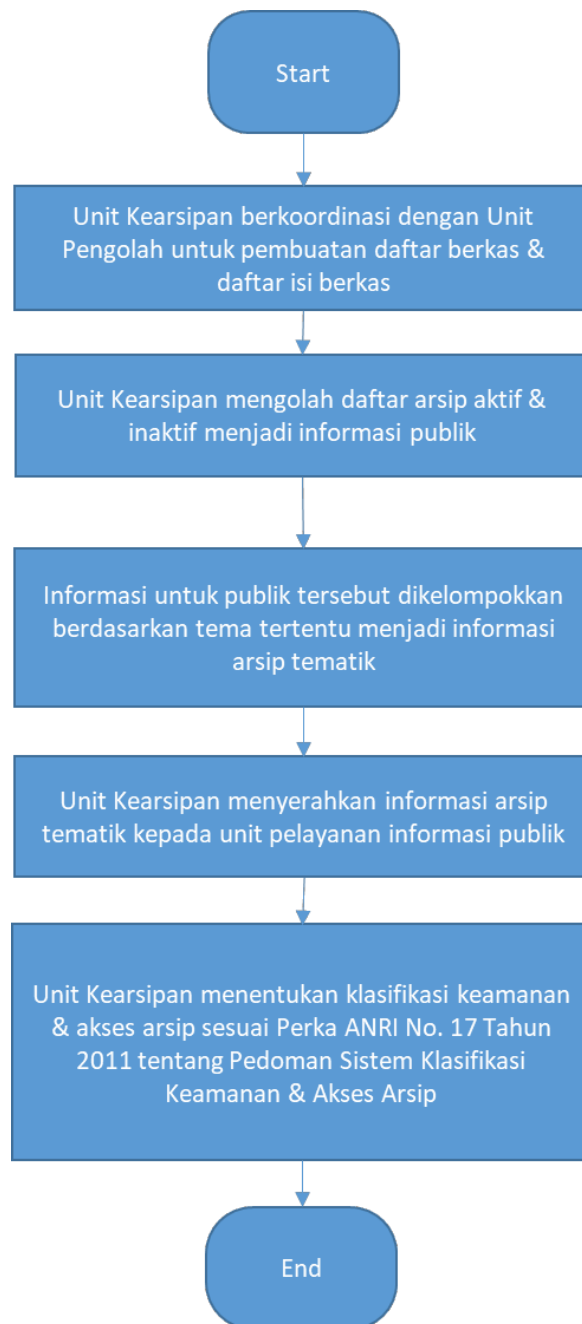 Start
Unit Kearsipan berkoordinasi dengan Unit
Pengolah untuk pembuatan daftar berkas &
daftar isi berkas
Unit Kearsipan mengolah daftar arsip aktif &
inaktif menjadi informasi publik
Informasi untuk publik tersebut dikelompokkan
berdasarkan tema tertentu menjadi informasi
arsip tematik
Unit Kearsipan menyerahkan informasi arsip
tematik kepada unit pelayanan informasi publik
Unit Kearsipan menentukan klasifikasi keamanan
& akses arsip sesuai Perka ANRI No. 17 Tahun
2011 tentang Pedoman Sistem Klasifikasi
Keamanan & Akses Arsip
End